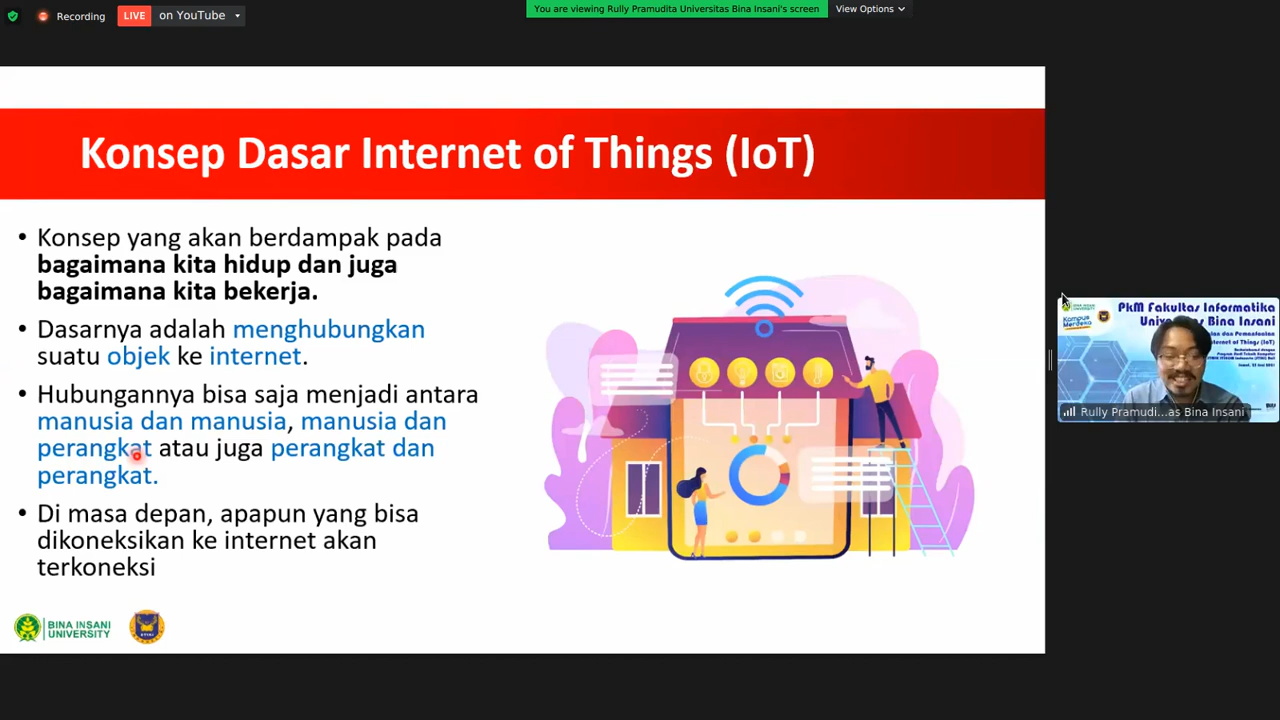 Recording
LIVE
on YouTube
You are viewing Rully Pramudita Universitas Bina Insani's screen
View Options
Konsep Dasar Internet of Things (IoT)
• Konsep yang akan berdampak pada
bagaimana kita hidup dan juga
bagaimana kita bekerja.
• Dasarnya adalah menghubungkan
suatu objek ke internet.
• Hubungannya bisa saja menjadi antara
manusia dan manusia, manusia dan
perangkat atau juga perangkat dan
perangkat.
• Di masa depan, apapun yang bisa
dikoneksikan ke internet akan
terkoneksi
BINA INSANI
UNIVERSITY
PkM Fakultas Informatika
Bina Insani
Kampus
Merdeka
Internet of Things (IoT)
Rully Pramudi...as Bina Insani